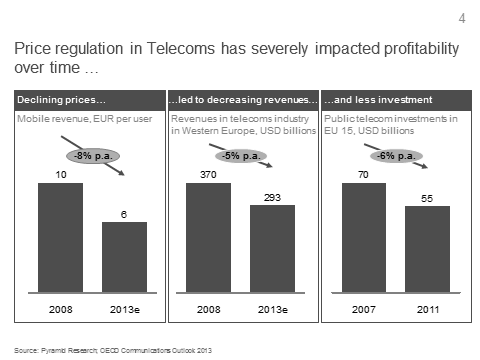 4
Price regulation in Telecoms has severely impacted profitability
over time …
Declining prices…
Mobile revenue, EUR per user
-8% p.a.
10
6
2008
2013e
…led to decreasing revenues…
Revenues in telecoms industry
in Western Europe, USD billions
-5% p.a.
370
293
2008
2013e
…and less investment
Public telecom investments in
EU 15, USD billions
-6% p.a.
70
55
2007
2011
Source: Pyramid Research; OECD Communications Outlook 2013